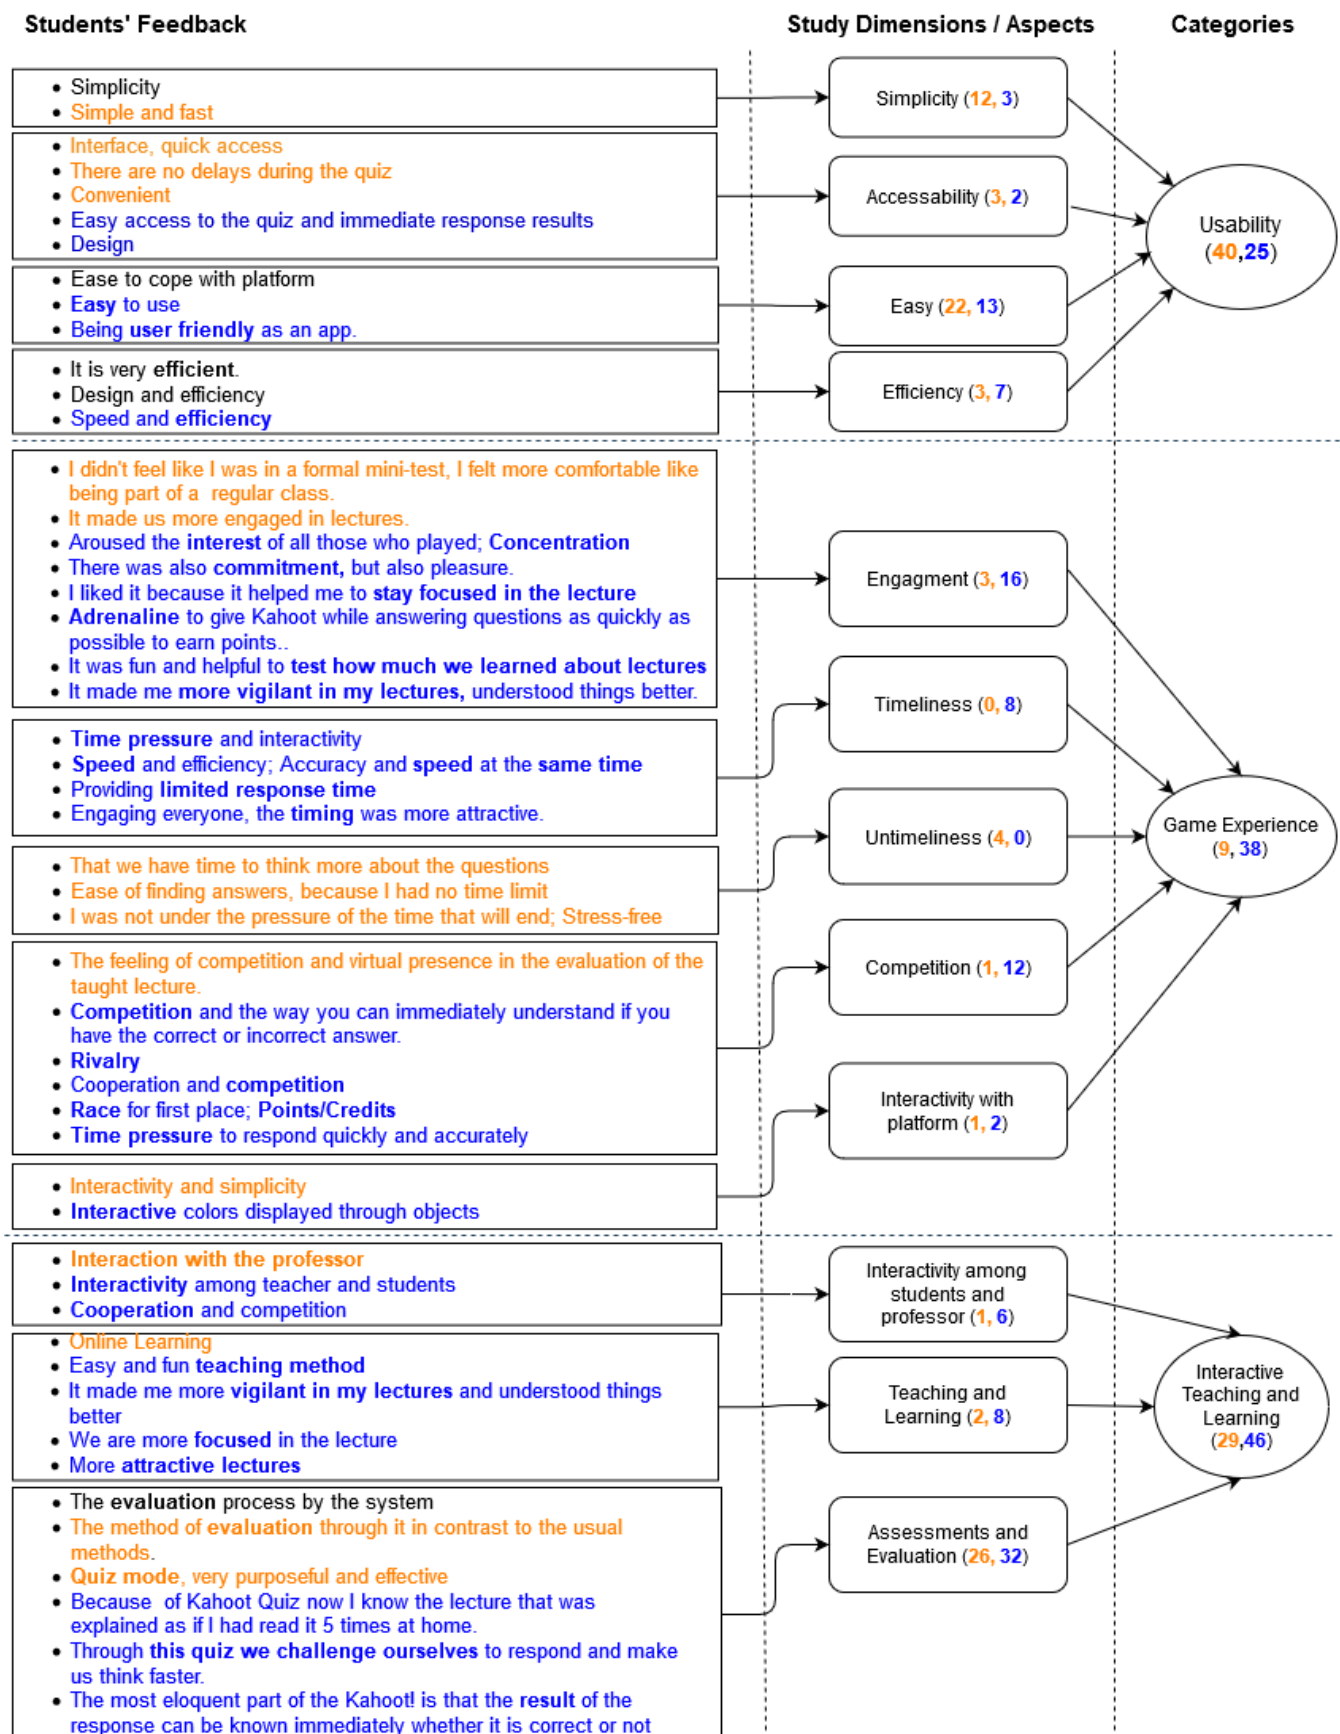 Students' Feedback
Study Dimensions / Aspects
Categories
• Simplicity
• Simple and fast
Simplicity (12, 3)
• Interface, quick access
• There are no delays during the quiz
• Convenient
• Easy access to the quiz and immediate response results
• Design
Accessability (3, 2)
Usability
(40,25)
• Ease to cope with platform
• Easy to use
• Being user friendly as an app.
Easy (22, 13)
• It is very efficient.
• Design and efficiency
• Speed and efficiency
Efficiency (3, 7)
• I didn't feel like I was in a formal mini-test, I felt more comfortable like
being part of a regular class.
• It made us more engaged in lectures.
• Aroused the interest of all those who played; Concentration
• There was also commitment, but also pleasure.
• I liked it because it helped me to stay focused in the lecture
• Adrenaline to give Kahoot while answering questions as quickly as
possible to earn points..
• It was fun and helpful to test how much we learned about lectures
• It made me more vigilant in my lectures, understood things better.
Engagment (3, 16)
• Time pressure and interactivity
• Speed and efficiency; Accuracy and speed at the same time
• Providing limited response time
• Engaging everyone, the timing was more attractive.
Timeliness (0, 8)
• That we have time to think more about the questions
• Ease of finding answers, because I had no time limit
• I was not under the pressure of the time that will end; Stress-free
Untimeliness (4, 0)
Game Experience
(9, 38)
• The feeling of competition and virtual presence in the evaluation of the
taught lecture.
• Competition and the way you can immediately understand if you
have the correct or incorrect answer.
• Rivalry
• Cooperation and competition
• Race for first place; Points/Credits
• Time pressure to respond quickly and accurately
Competition (1, 12)
• Interactivity and simplicity
• Interactive colors displayed through objects
Interactivity with
platform (1, 2)
• Interaction with the professor
• Interactivity among teacher and students
• Cooperation and competition
Interactivity among
students and
professor (1, 6)
• Online Learning
• Easy and fun teaching method
• It made me more vigilant in my lectures and understood things
better
• We are more focused in the lecture
• More attractive lectures
Teaching and
Learning (2, 8)
Interactive
Teaching and
Learning
(29,46)
• The evaluation process by the system
• The method of evaluation through it in contrast to the usual
methods.
• Quiz mode, very purposeful and effective
• Because of Kahoot Quiz now I know the lecture that was
explained as if I had read it 5 times at home.
• Through this quiz we challenge ourselves to respond and make
us think faster.
• The most eloquent part of the Kahoot! is that the result of the
response can be known immediately whether it is correct or not
Assessments and
Evaluation (26, 32)